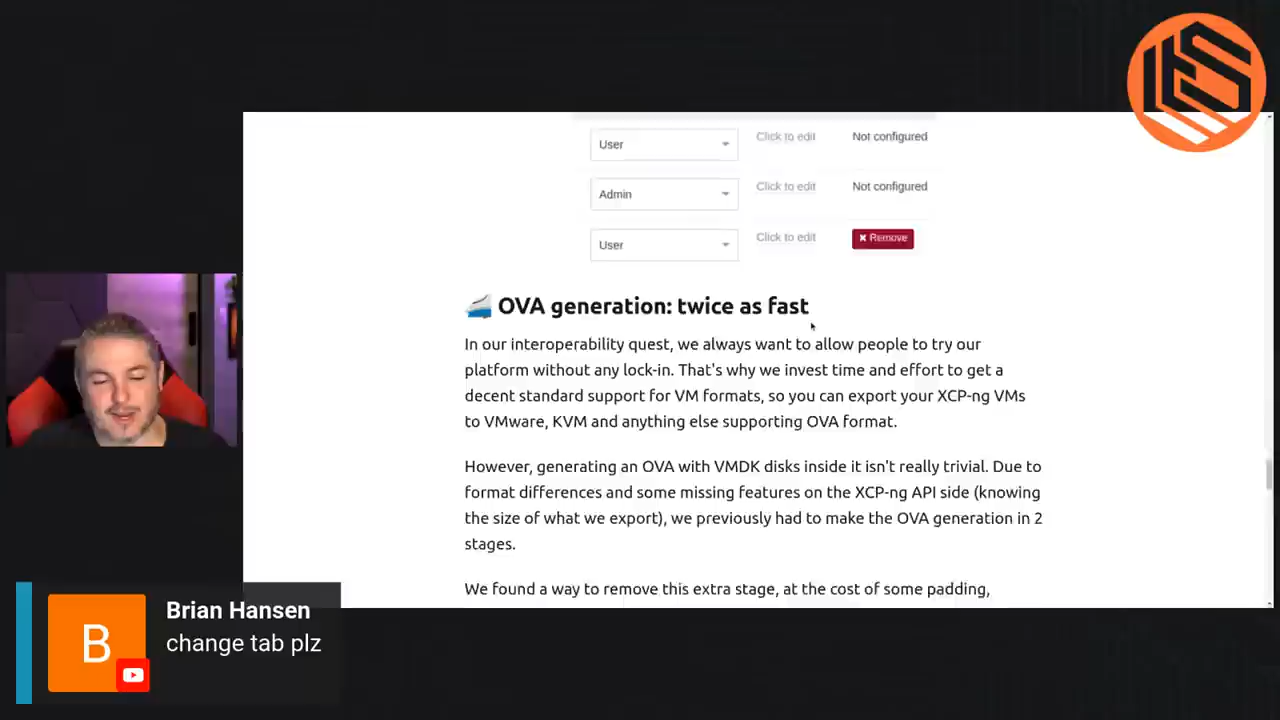 User
Click to edit
Not configured
Admin
Click to edit
Not configured
User
Click to edit
✖ Remove
OVA generation: twice as fast
In our interoperability quest, we always want to allow people to try our
platform without any lock-in. That's why we invest time and effort to get a
decent standard support for VM formats, so you can export your XCP-ng VMs
to VMware, KVM and anything else supporting OVA format.
However, generating an OVA with VMDK disks inside it isn't really trivial. Due to
format differences and some missing features on the XCP-ng API side (knowing
the size of what we export), we previously had to make the OVA generation in 2
stages.
We found a way to remove this extra stage, at the cost of some padding,
B
Brian Hansen
change tab plz